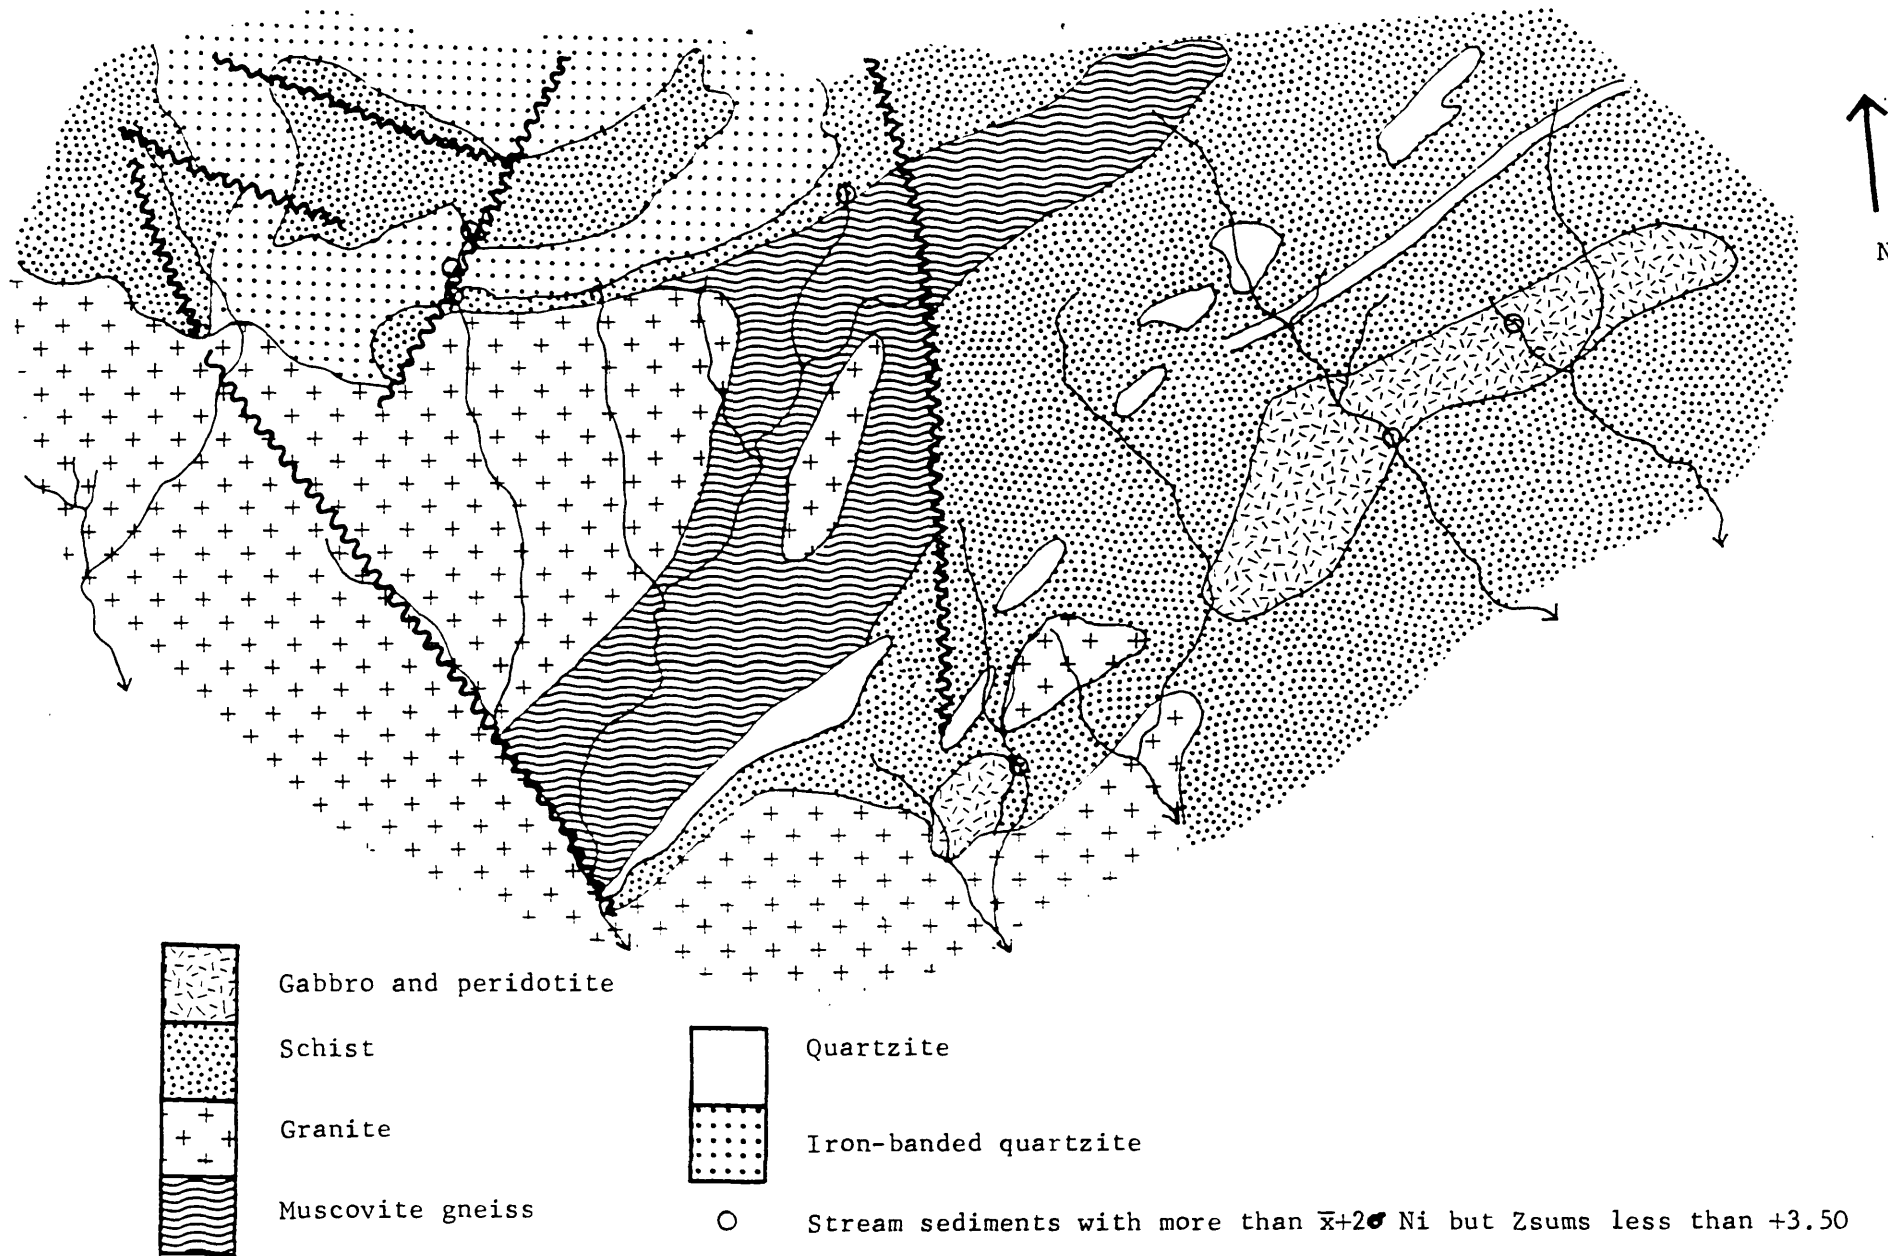 N
Gabbro and peridotite
Schist
Granite
Muscovite gneiss
Quartzite
Iron-banded quartzite
Stream sediments with more than x̅+2σ Ni but Zsums less than +3.50